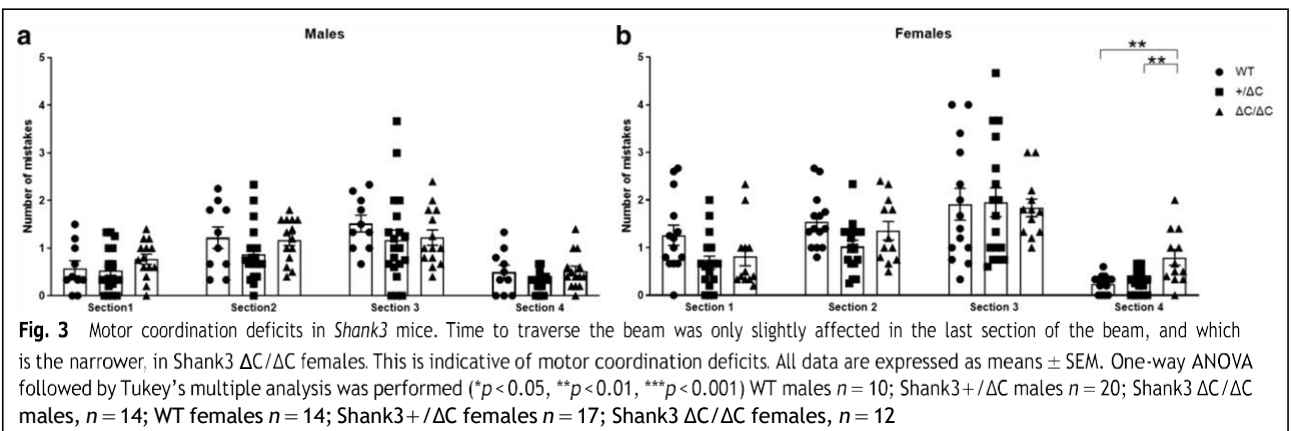 a
Males
b
Females
5
4
3
2
1
0
Number of mistakes
Section1
Section2
Section 3
Section 4
5
4
3
2
1
0
Number of mistakes
Section 1
Section 2
Section 3
Section 4
**
**
WT
+/ΔC
ΔC/ΔC
Fig. 3 Motor coordination deficits in Shank3 mice. Time to traverse the beam was only slightly affected in the last section of the beam, and which
is the narrower, in Shank3 ΔC/ΔC females. This is indicative of motor coordination deficits. All data are expressed as means ± SEM. One-way ANOVA
followed by Tukey's multiple analysis was performed (*p < 0.05, **p < 0.01, ***p < 0.001) WT males n = 10; Shank3+/ΔC males n = 20; Shank3 ΔC/ΔC
males, n = 14; WT females n = 14; Shank3+/ΔC females n = 17; Shank3 ΔC/ΔC females, n = 12